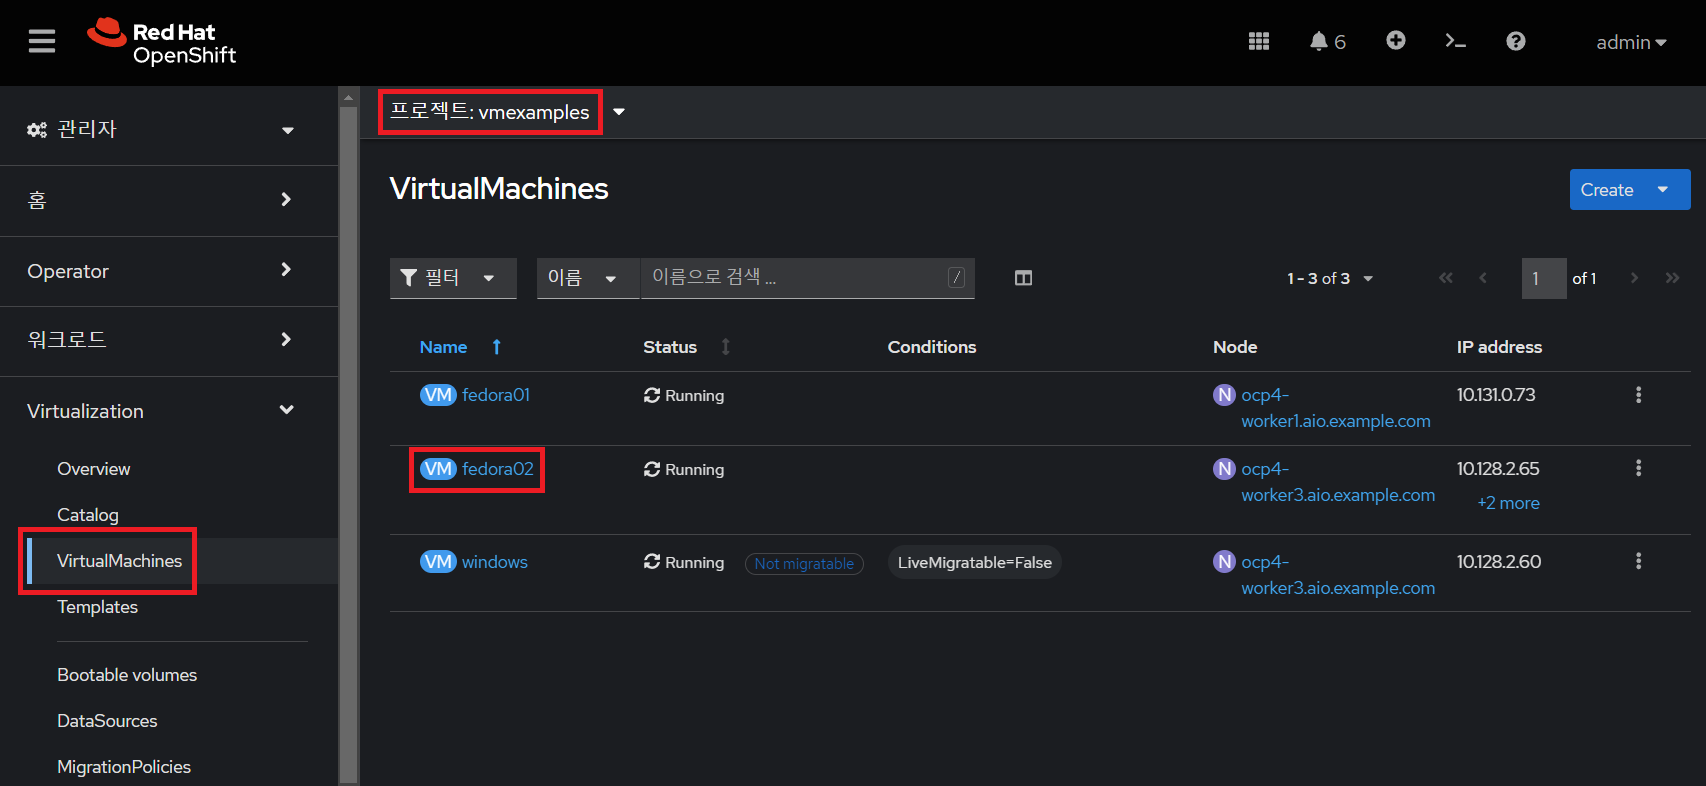 Red Hat
OpenShift
6
admin
관리자
홈
Operator
워크로드
Virtualization
Overview
Catalog
VirtualMachines
Templates
Bootable volumes
DataSources
MigrationPolicies
프로젝트: vmexamples
VirtualMachines
Create
필터 이름 이름으로 검색 ... / 1 - 3 of 3 1 of 1
Name Status Conditions Node IP address
VM fedora01 Running N ocp4- 10.131.0.73
worker1.aio.example.com
VM fedora02 Running N ocp4- 10.128.2.65
worker3.aio.example.com +2 more
VM windows Running Not migratable LiveMigratable=False N ocp4- 10.128.2.60
worker3.aio.example.com